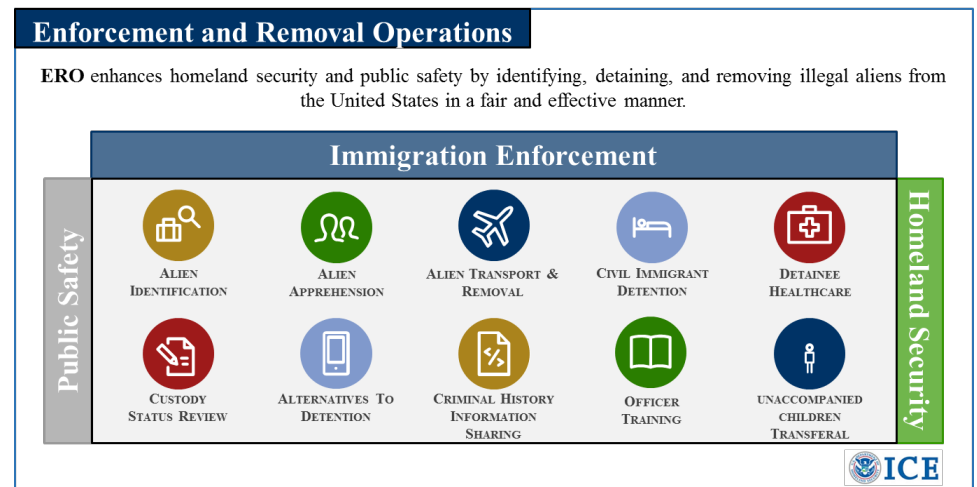 Enforcement and Removal Operations
ERO enhances homeland security and public safety by identifying, detaining, and removing illegal aliens from
the United States in a fair and effective manner.
Immigration Enforcement
Public Safety
Homeland Security
ALIEN
IDENTIFICATION
ALIEN
APPREHENSION
ALIEN TRANSPORT &
REMOVAL
CIVIL IMMIGRANT
DETENTION
DETAINEE
HEALTHCARE
CUSTODY
STATUS REVIEW
ALTERNATIVES TO
DETENTION
CRIMINAL HISTORY
INFORMATION
SHARING
OFFICER
TRAINING
UNACCOMPANIED
CHILDREN
TRANSFERAL
ICE